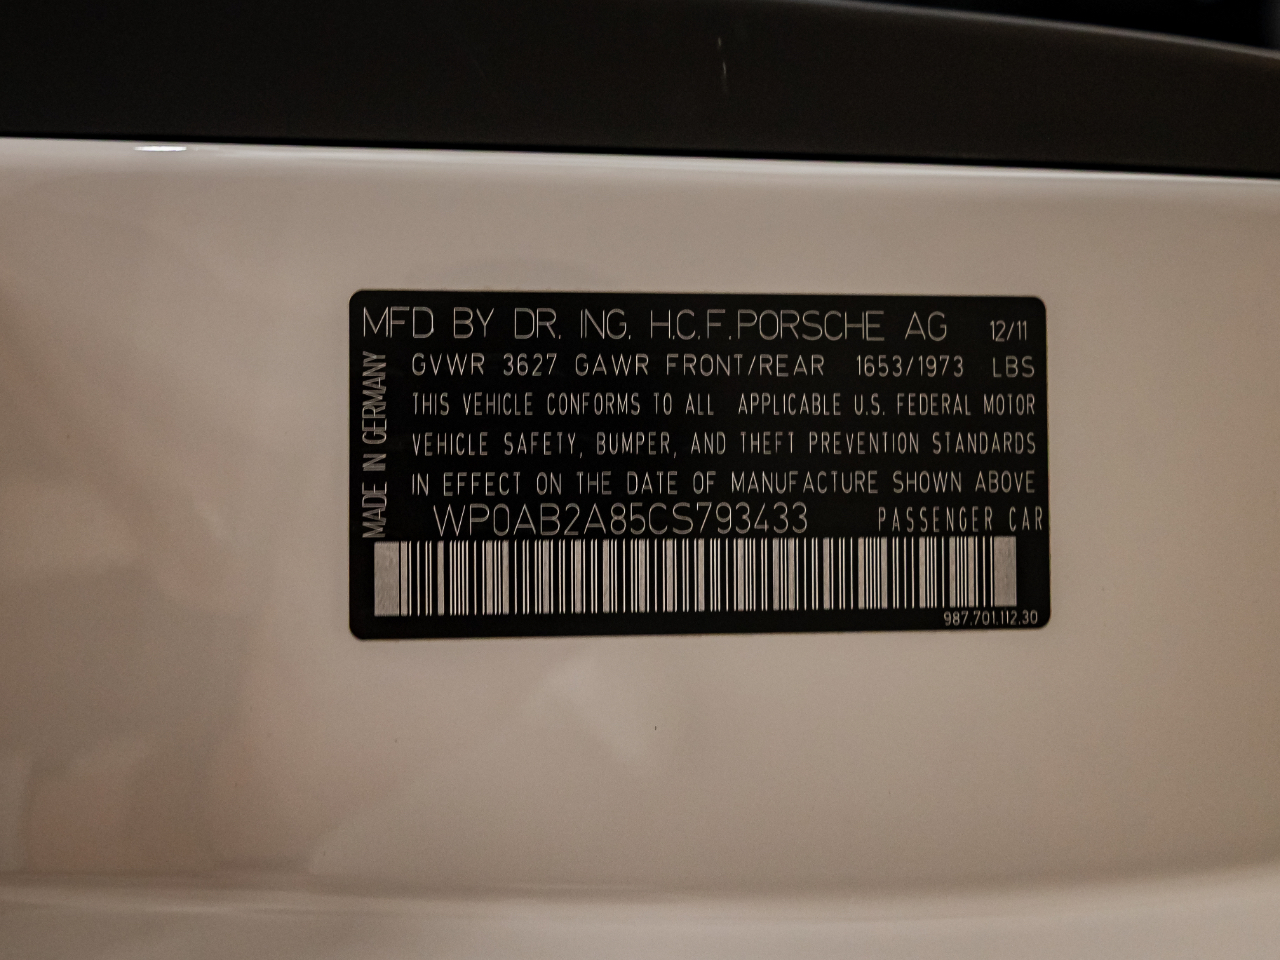 MFD BY DR. ING. H.C.F.PORSCHE AG 12/11
GVWR 3627 GAWR FRONT/REAR 1653/1973 LBS
THIS VEHICLE CONFORMS TO ALL APPLICABLE U.S. FEDERAL MOTOR
VEHICLE SAFETY, BUMPER, AND THEFT PREVENTION STANDARDS
IN EFFECT ON THE DATE OF MANUFACTURE SHOWN ABOVE
WP0AB2A85CS793433 PASSENGER CAR
987.701.112.30
MADE IN GERMANY